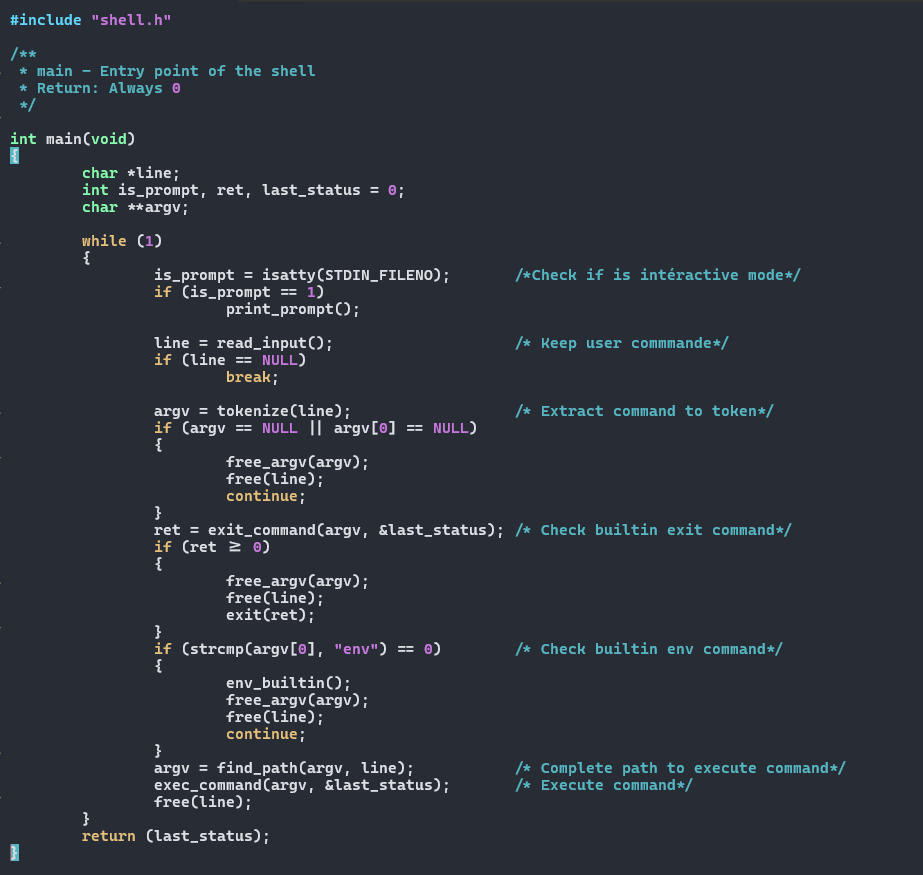 #include "shell.h"

/**
 * main – Entry point of the shell
 * Return: Always 0
 */

int main(void)
{
        char *line;
        int is_prompt, ret, last_status = 0;
        char **argv;

        while (1)
        {
                is_prompt = isatty(STDIN_FILENO);       /*Check if is intéractive mode*/
                if (is_prompt == 1)
                        print_prompt();

                line = read_input();                    /* Keep user commmande*/
                if (line == NULL)
                        break;

                argv = tokenize(line);                  /* Extract command to token*/
                if (argv == NULL || argv[0] == NULL)
                {
                        free_argv(argv);
                        free(line);
                        continue;
                }
                ret = exit_command(argv, &last_status); /* Check builtin exit command*/
                if (ret ≥ 0)
                {
                        free_argv(argv);
                        free(line);
                        exit(ret);
                }
                if (strcmp(argv[0], "env") == 0)        /* Check builtin env command*/
                {
                        env_builtin();
                        free_argv(argv);
                        free(line);
                        continue;
                }
                argv = find_path(argv, line);           /* Complete path to execute command*/
                exec_command(argv, &last_status);       /* Execute command*/
                free(line);
        }
        return (last_status);
}